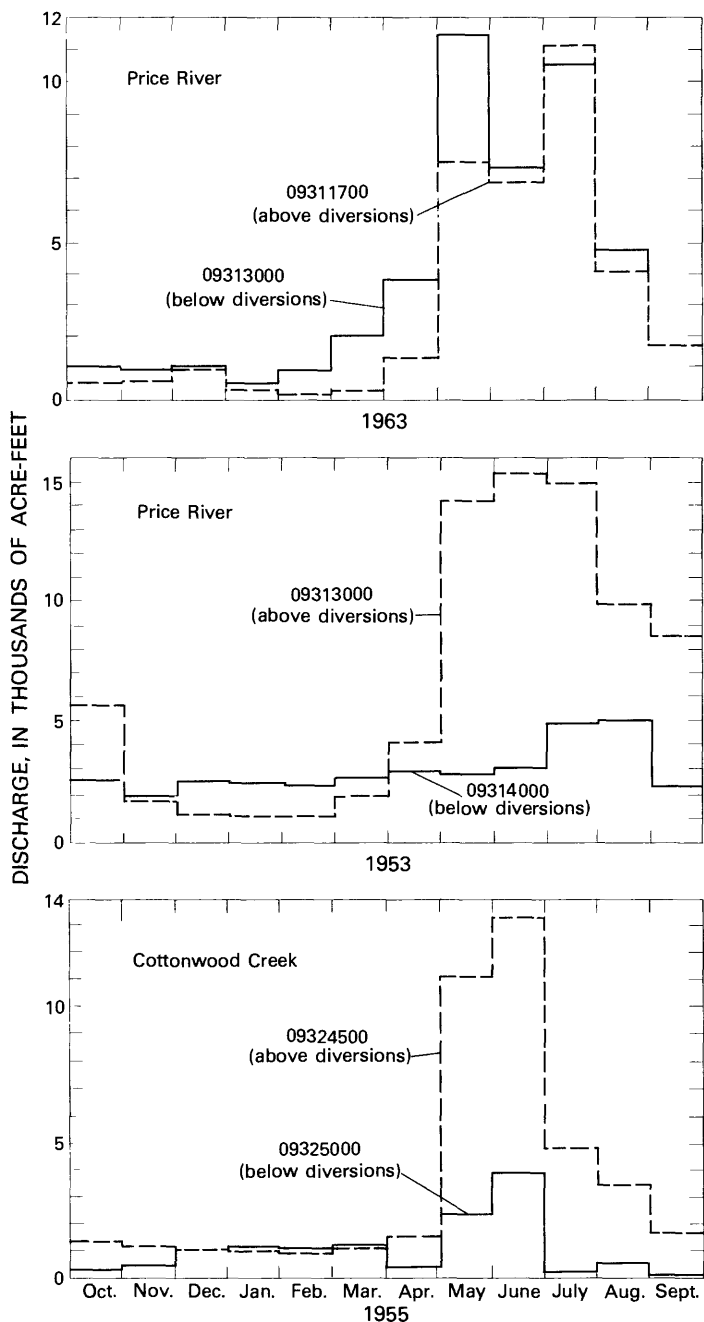 DISCHARGE, IN THOUSANDS OF ACRE-FEET
12
10
5
0
Price River
09311700
(above diversions)
09313000
(below diversions)
1963
15
10
5
0
Price River
09313000
(above diversions)
09314000
(below diversions)
1953
14
10
5
0
Cottonwood Creek
09324500
(above diversions)
09325000
(below diversions)
Oct. Nov. Dec. Jan. Feb. Mar. Apr. May June July Aug. Sept.
1955